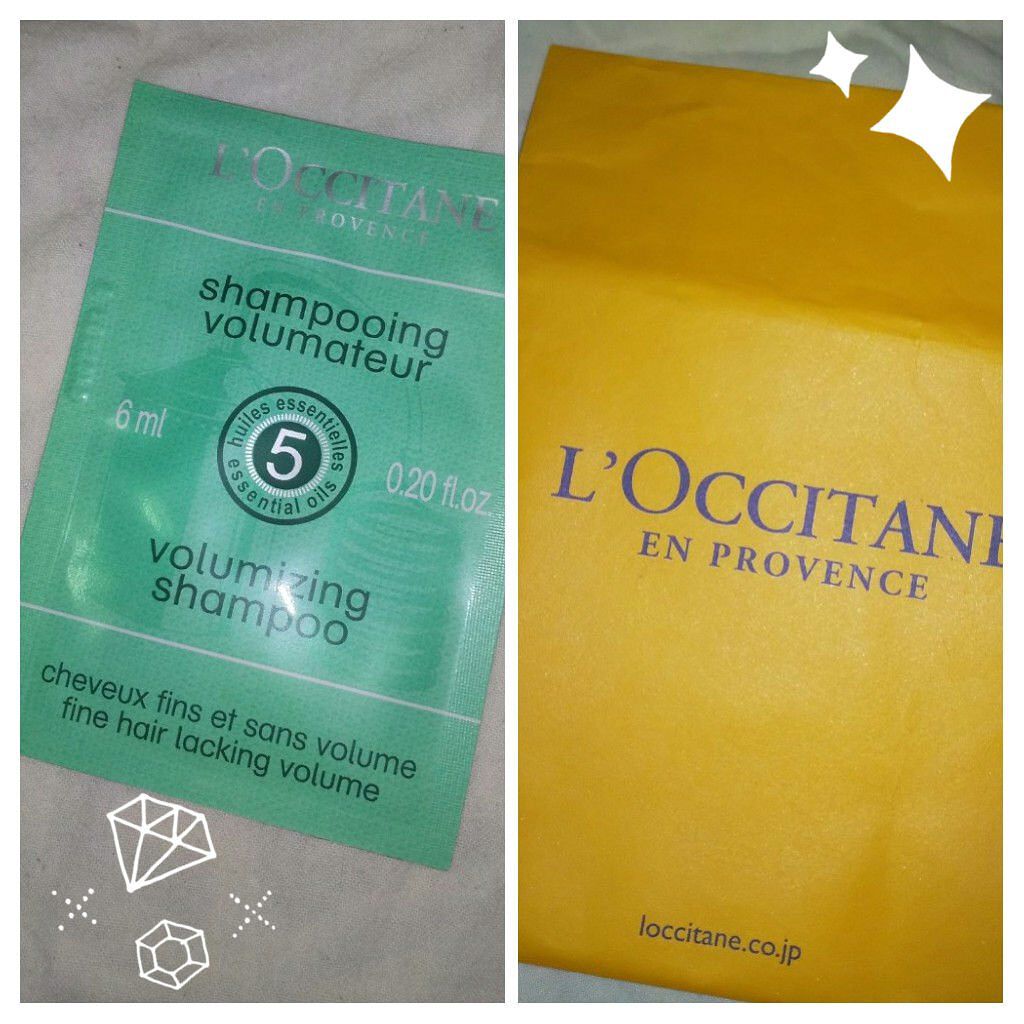 L'OCCITANE
EN PROVENCE
shampooing
volumateur
6 ml
huiles essentielles
5
essential oils
0.20 fl.oz.
volumizing
shampoo
cheveux fins et sans volume
fine hair lacking volume
L'OCCITANE
EN PROVENCE
loccitane.co.jp